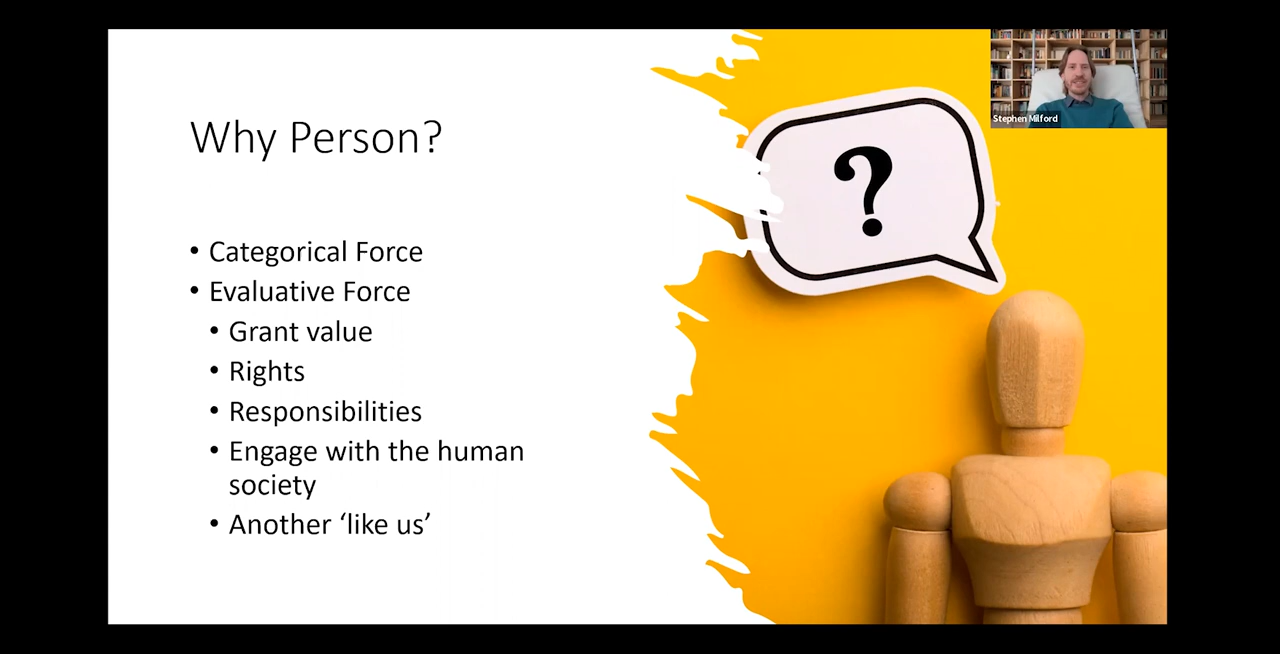 Why Person?
• Categorical Force
• Evaluative Force
• Grant value
• Rights
• Responsibilities
• Engage with the human
society
• Another ‘like us’
?
Stephen Milford